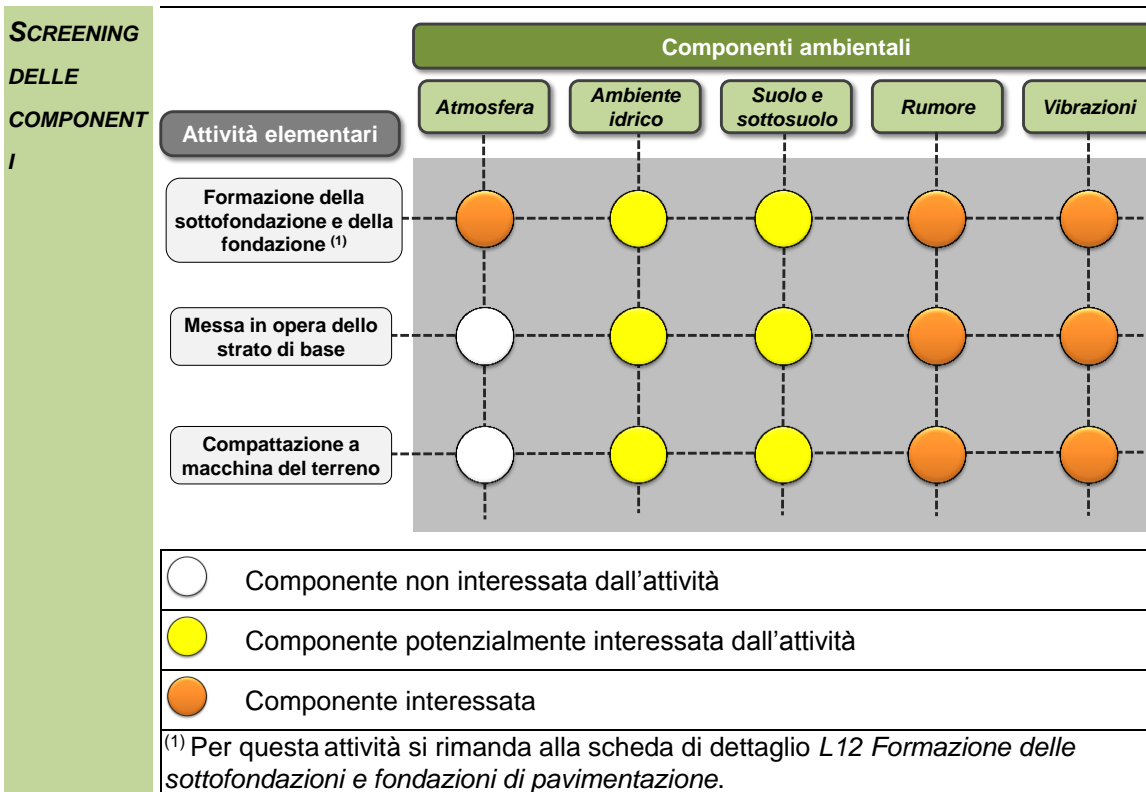 SCREENING
DELLE
COMPONENT
I
Componenti ambientali
Atmosfera
Ambiente
idrico
Suolo e
sottosuolo
Rumore
Vibrazioni
Attività elementari
Formazione della
sottofondazione e della
fondazione (1)
Messa in opera dello
strato di base
Compattazione a
macchina del terreno
Componente non interessata dall'attività
Componente potenzialmente interessata dall'attività
Componente interessata
(1) Per questa attività si rimanda alla scheda di dettaglio L12 Formazione delle
sottofondazioni e fondazioni di pavimentazione.